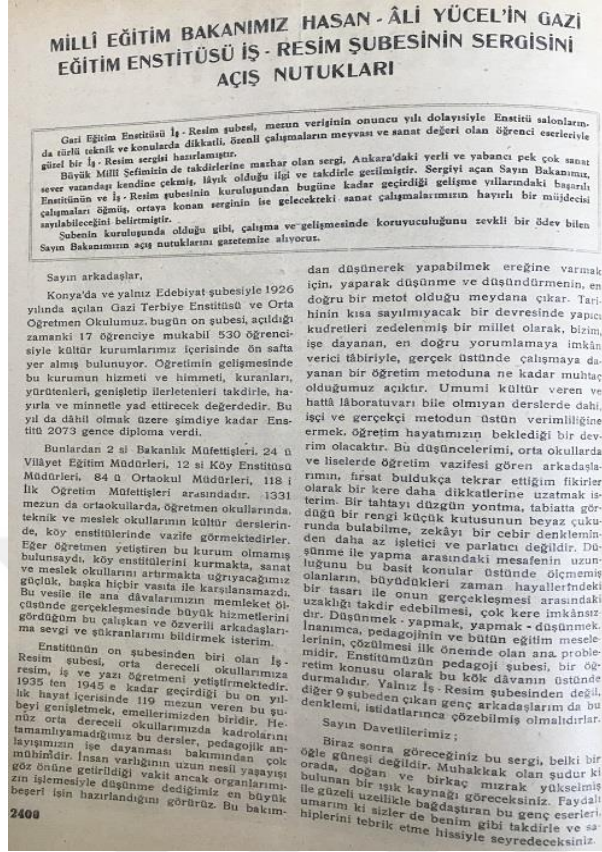 MİLLÎ EĞİTİM BAKANIMIZ HASAN - ÂLİ YÜCEL'İN GAZİ
EĞİTİM ENSTİTÜSÜ İŞ - RESİM ŞUBESİNİN SERGİSİNİ
AÇIŞ NUTUKLARI
Gazi Eğitim Enstitüsü İş - Resim şubesi, mezun verişinin onuncu yılı dolayısiyle Enstitü salonların-
da türlü teknik ve konularda dikkatli, özenli çalışmaların meyvası ve sanat değeri olan öğrenci eserleriyle
güzel bir İş - Resim sergisi hazırlamıştır.
Büyük Millî Şefimizin de takdirlerine mazhar olan sergi, Ankara'daki yerli ve yabancı pek çok sanat
sever vatandaşı kendine çekmiş, lâyık olduğu ilgi ve takdirle gezilmiştir. Sergiyi açan Sayın Bakanımız,
Enstitünün ve İş - Resim şubesinin kuruluşundan bugüne kadar geçirdiği gelişme yıllarındaki başarılı
çalışmaları öğmüş, ortaya konan serginin ise gelecekteki sanat çalışmalarımızın hayırlı bir müjdecisi
sayılabileceğini belirtmiştir.
Şubenin kuruluşunda olduğu gibi, çalışma ve gelişmesinde koruyuculuğunu zevkli bir ödev bilen
Sayın Bakanımızın açış nutuklarını gazetemize alıyoruz.
Sayın arkadaşlar,
Konya'da ve yalnız Edebiyat şubesiyle 1926
yılında açılan Gazi Terbiye Enstitüsü ve Orta
Öğretmen Okulumuz, bugün on şubesi, açıldığı
zamanki 17 öğrenciye mukabil 530 öğrenci-
siyle kültür kurumlarımız içerisinde ön safta
yer almış bulunuyor. Öğretimin gelişmesinde
bu kurumun hizmeti ve himmeti, kuranları,
yürütenleri, genişletip ilerletenleri takdirle, ha-
yırla ve minnetle yad ettirecek değerdedir. Bu
yıl da dâhil olmak üzere şimdiye kadar Ens-
titü 2073 gence diploma verdi.
Bunlardan 2 si Bakanlık Müfettişleri, 24 ü
Vilâyet Eğitim Müdürleri, 12 si Köy Enstitüsü
Müdürleri, 84 ü Ortaokul Müdürleri, 118 i
İlk Öğretim Müfettişleri arasındadır. 1331
mezun da ortaokullarda, öğretmen okullarında,
teknik ve meslek okullarının kültür derslerin-
de, köy enstitülerinde vazife görmektedirler.
Eğer öğretmen yetiştiren bu kurum olmamış
bulunsaydı, köy enstitülerini kurmakta, sanat
ve meslek okullarını artırmakta uğrıyacağımız
güçlük, başka hiçbir vasıta ile karşılanamazdı.
Bu vesile ile ana dâvalarımızın memleket öl-
çüsünde gerçekleşmesinde büyük hizmetlerini
gördüğüm bu çalışkan ve özverili arkadaşları-
ma sevgi ve şükranlarımı bildirmek isterim.
Enstitünün on şubesinden biri olan İş -
Resim şubesi, orta dereceli okullarımıza
resim, iş ve yazı öğretmeni yetiştirmektedir.
1935 ten 1945 e kadar geçirdiği bu on yıl-
lık hayat içerisinde 119 mezun veren bu şu-
beyi genişletmek, emellerimizden biridir. He-
nüz orta dereceli okullarımızda kadrolarını
tamamlıyamadığımız bu dersler, pedagojik an-
layışımızın işe dayanması bakımından çok
mühimdir. İnsan varlığının uzun nesil yaşayışı
göz önüne getirildiği vakit ancak organlarımı-
zın işlemesiyle düşünme dediğimiz en büyük
beşerî işin hazırlandığını görürüz. Bu bakım-
2400
dan düşünerek yapabilmek ereğine varmak
için, yaparak düşünme ve düşündürmenin, en
doğru bir metot olduğu meydana çıkar. Tari-
hinin kısa sayılmıyacak bir devresinde yapıcı
kudretleri zedelenmiş bir millet olarak, bizim,
işe dayanan, en doğru yorumlamaya imkân
verici tâbiriyle, gerçek üstünde çalışmaya da-
yanan bir öğretim metoduna ne kadar muhtaç
olduğumuz açıktır. Umumi kültür veren ve
hattâ lâboratuvarı bile olmıyan derslerde dahi,
işçi ve gerçekçi metodun üstün verimliliğine
ermek, öğretim hayatımızın beklediği bir dev-
rim olacaktır. Bu düşüncelerimi, orta okullarda
ve liselerde öğretim vazifesi gören arkadaşla-
rımın, fırsat buldukça tekrar ettiğim fikirler
olarak bir kere daha dikkatlerine uzatmak is-
terim. Bir tahtayı düzgün yontma, tabiatta gör-
düğü bir rengi küçük kutusunun beyaz çuku-
runda bulabilme, zekâyı bir cebir denklemin-
den daha az işletici ve parlatıcı değildir. Dü-
şünme ile yapma arasındaki mesafenin uzun-
luğunu bu basit konular üstünde ölçmemiş
olanların, büyüdükleri zaman hayallerindeki
bir tasarı ile onun gerçekleşmesi arasındaki
uzaklığı takdir edebilmesi, çok kere imkânsız-
dır. Düşünmek - yapmak, yapmak - düşünmek.
İnanımca, pedagojinin ve bütün eğitim mesele-
lerinin, çözülmesi ilk önemde olan ana proble-
midir. Enstitümüzün pedagoji şubesi, bir öğ-
retim konusu olarak bu kök dâvanın üstünde
durmalıdır. Yalnız İş - Resim şubesinden değil,
diğer 9 şubeden çıkan genç arkadaşlarım da bu
denklemi, istidatlarınca çözebilmiş olmalıdırlar.
Sayın Davetlilerimiz ;
Biraz sonra göreceğiniz bu sergi, belki bir
öğle güneşi değildir. Muhakkak olan şudur ki
orada, doğan ve birkaç mızrak yükselmiş
bulunan bir ışık kaynağı göreceksiniz. Faydalı
ile güzeli uzellikle bağdaştıran bu genç eserleri,
umarım ki sizler de benim gibi takdirle ve sa-
hiplerini tebrik etme hissiyle seyredeceksiniz.